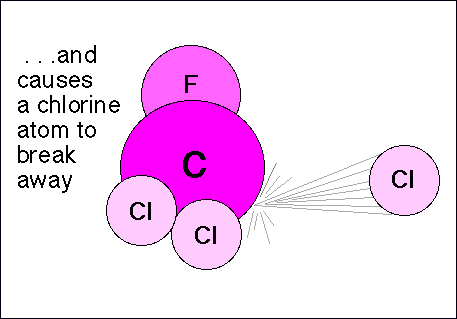 . . .and
causes
a chlorine
atom to
break
away
F
C
Cl
Cl
Cl